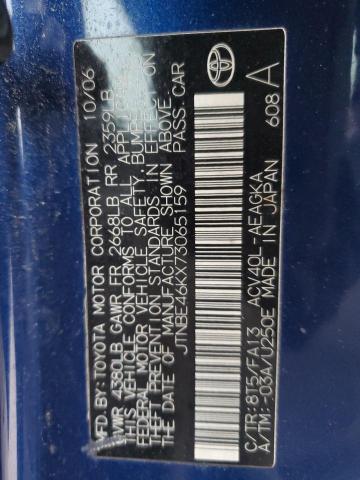 MFD. BY: TOYOTA MOTOR CORPORATION 10/06
GVWR 4380LB GAWR FR 2648LB RR 2359LB
THIS VEHICLE CONFORMS TO ALL APPLICABLE
FEDERAL MOTOR VEHICLE SAFETY, BUMPER, AND
THEFT PREVENTION STANDARDS IN EFFECT ON
THE DATE OF MANUFACTURE SHOWN ABOVE.
JTNBE46KX73065159 PASS CAR
C/TR: 8T5/FA13 ACV40L-AEAGKA
A/TM: -03A/U250E MADE IN JAPAN
608 A